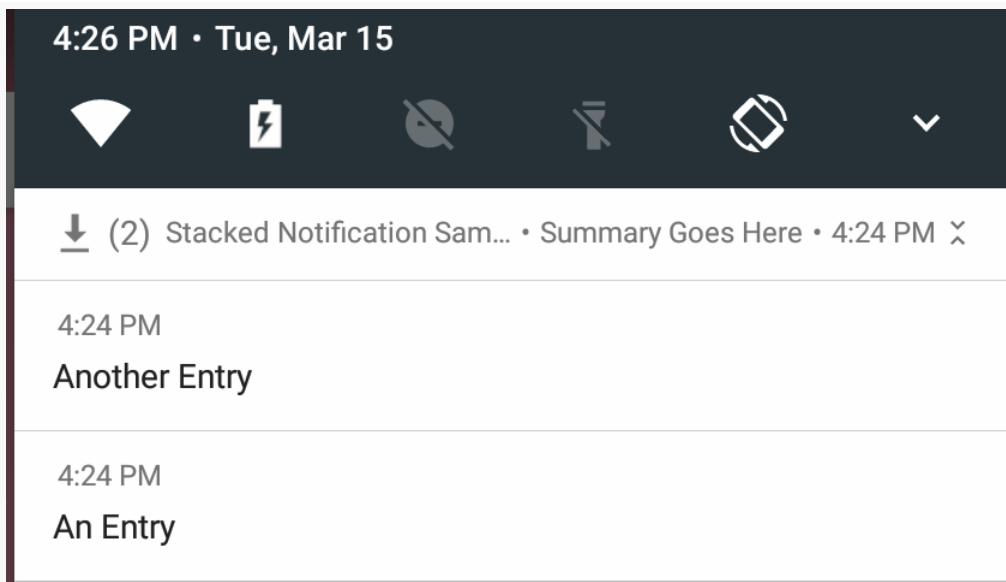 4:26 PM • Tue, Mar 15
(2) Stacked Notification Sam... • Summary Goes Here • 4:24 PM
4:24 PM
Another Entry
4:24 PM
An Entry